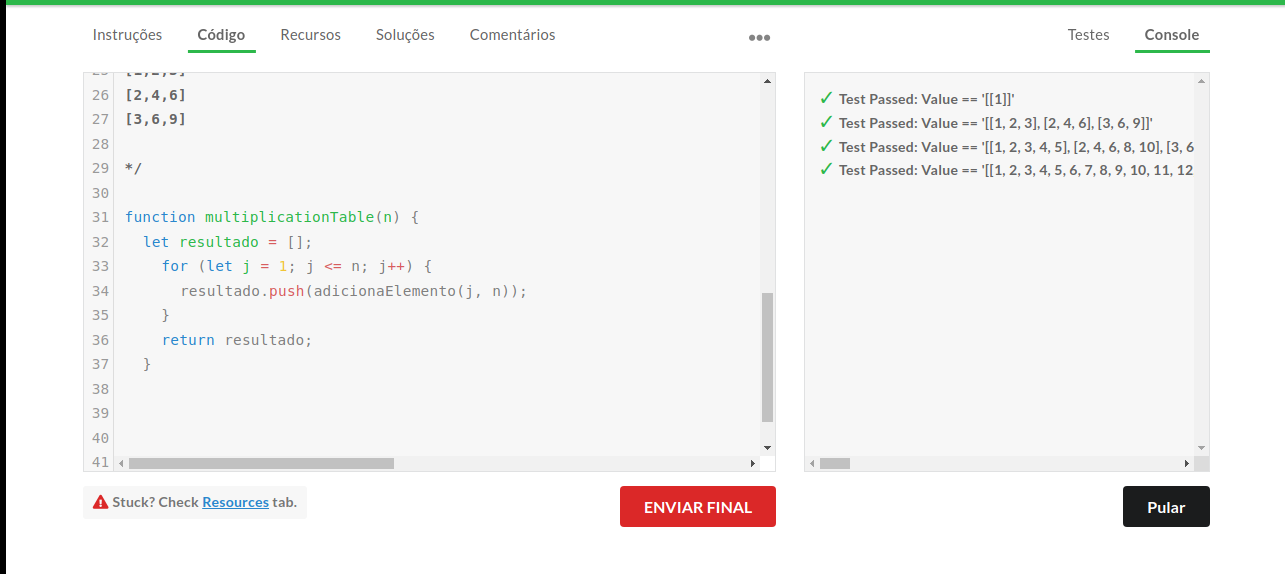 Instruções Código Recursos Soluções Comentários ••• Testes Console
26 [2,4,6]
27 [3,6,9]
28
29 */
30
31 function multiplicationTable(n) {
32 let resultado = [];
33 for (let j = 1; j <= n; j++) {
34 resultado.push(adicionaElemento(j, n));
35 }
36 return resultado;
37 }
38
39
40
41
✓ Test Passed: Value == '[[1]]'
✓ Test Passed: Value == '[[1, 2, 3], [2, 4, 6], [3, 6, 9]]'
✓ Test Passed: Value == '[[1, 2, 3, 4, 5], [2, 4, 6, 8, 10], [3, 6
✓ Test Passed: Value == '[[1, 2, 3, 4, 5, 6, 7, 8, 9, 10, 11, 12
Stuck? Check Resources tab.
ENVIAR FINAL
Pular